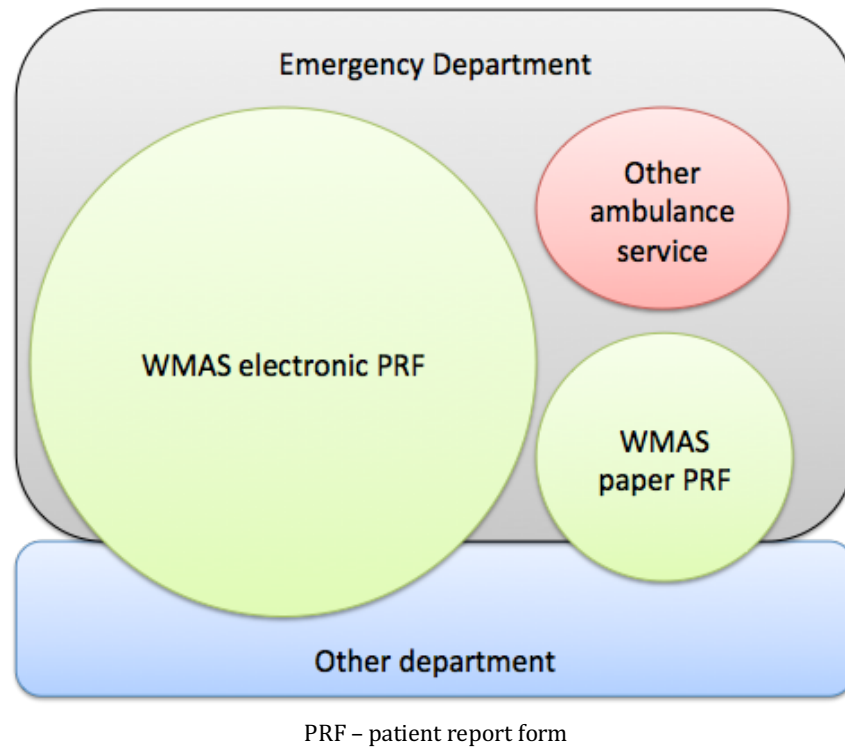 Emergency Department
Other
ambulance
service
WMAS electronic PRF
WMAS
paper PRF
Other department
PRF – patient report form